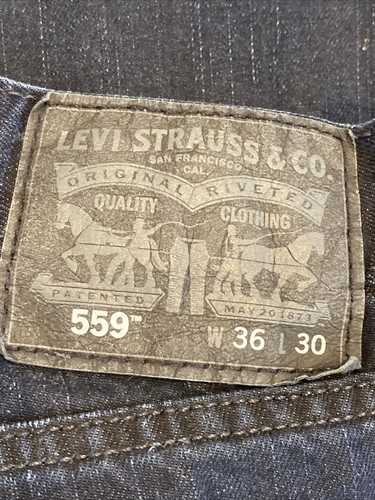 LEVI STRAUSS & CO.
SAN FRANCISCO,
CAL.
ORIGINAL RIVETED
QUALITY CLOTHING
PATENTED MAY 20 1873
559™ W 36 L 30